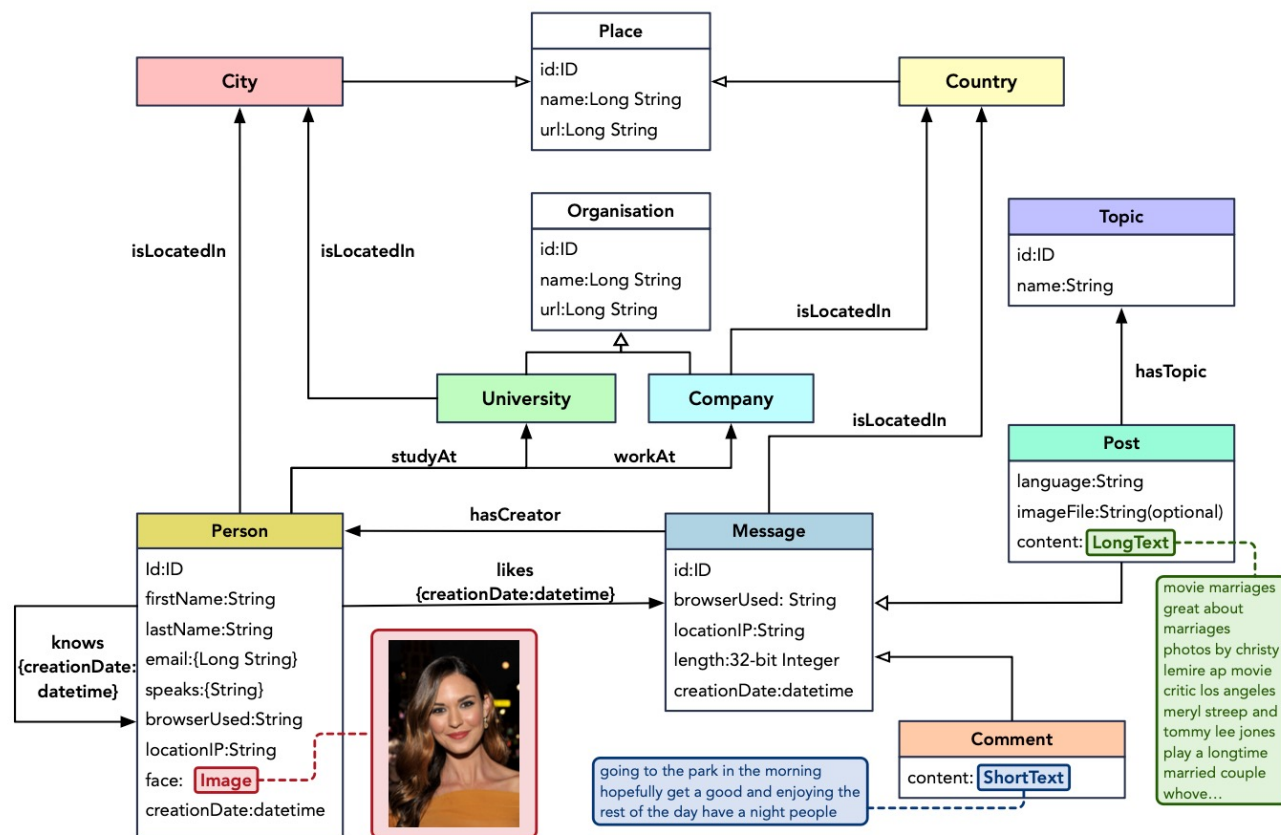 Place
id:ID
name:Long String
url:Long String
City
Country
Organisation
id:ID
name:Long String
url:Long String
Topic
id:ID
name:String
isLocatedIn
isLocatedIn
isLocatedIn
hasTopic
University
Company
isLocatedIn
studyAt
workAt
Post
language:String
imageFile:String(optional)
content: LongText
hasCreator
Person
Id:ID
firstName:String
lastName:String
email:{Long String}
speaks:{String}
browserUsed:String
locationIP:String
face: Image
creationDate:datetime
knows
{creationDate:
datetime}
likes
{creationDate:datetime}
Message
id:ID
browserUsed: String
locationIP:String
length:32-bit Integer
creationDate:datetime
movie marriages
great about
marriages
photos by christy
lemire ap movie
critic los angeles
meryl streep and
tommy lee jones
play a longtime
married couple
whove...
Comment
content: ShortText
going to the park in the morning
hopefully get a good and enjoying the
rest of the day have a night people